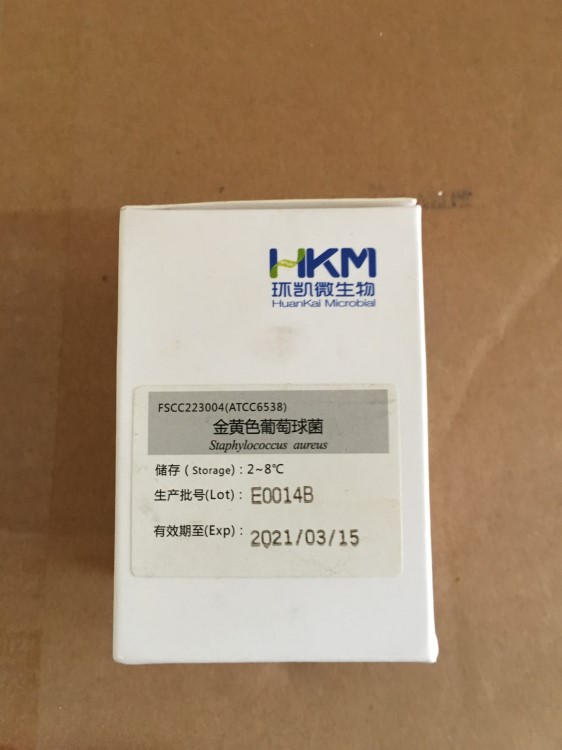 HKM
环凯微生物
HuanKai Microbial
FSCC223004(ATCC6538)
金黄色葡萄球菌
Staphylococcus aureus
储存 ( Storage) : 2~8℃
生产批号(Lot) : E0014B
有效期至(Exp) : 2021/03/15